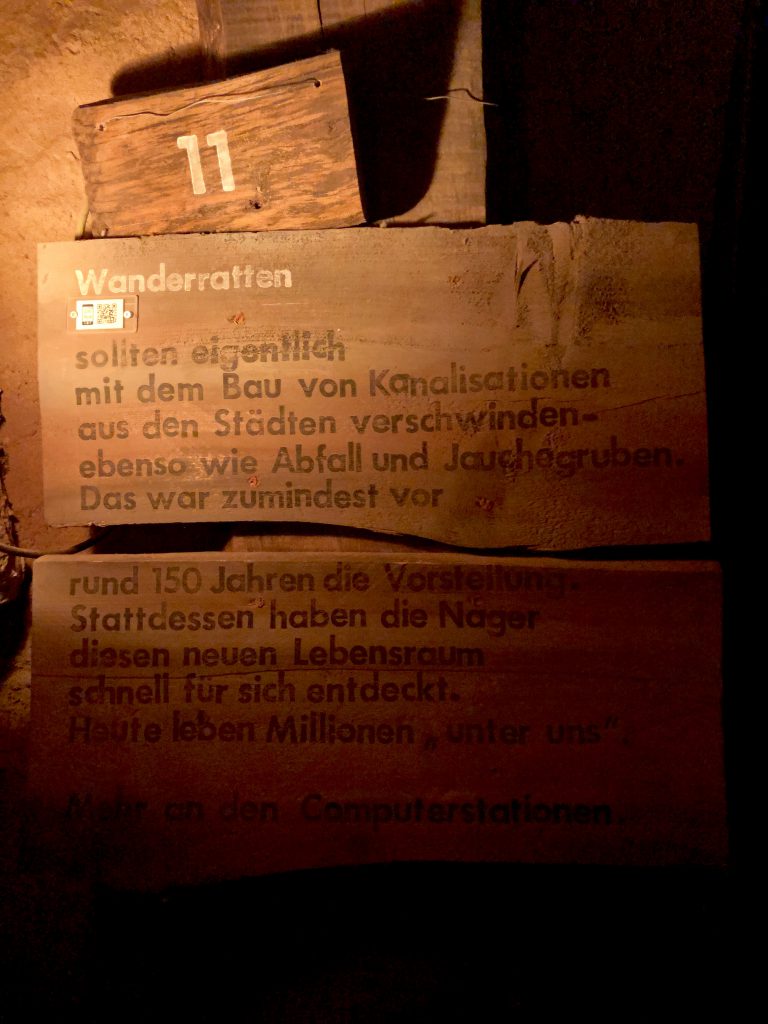 11
Wanderratten
sollten eigentlich
mit dem Bau von Kanalisationen
aus den Städten verschwinden-
ebenso wie Abfall und Jauchegruben.
Das war zumindest vor
rund 150 Jahren die Vorstellung.
Stattdessen haben die Nager
diesen neuen Lebensraum
schnell für sich entdeckt.
Heute leben Millionen „unter uns".
Mehr an den Computerstationen.